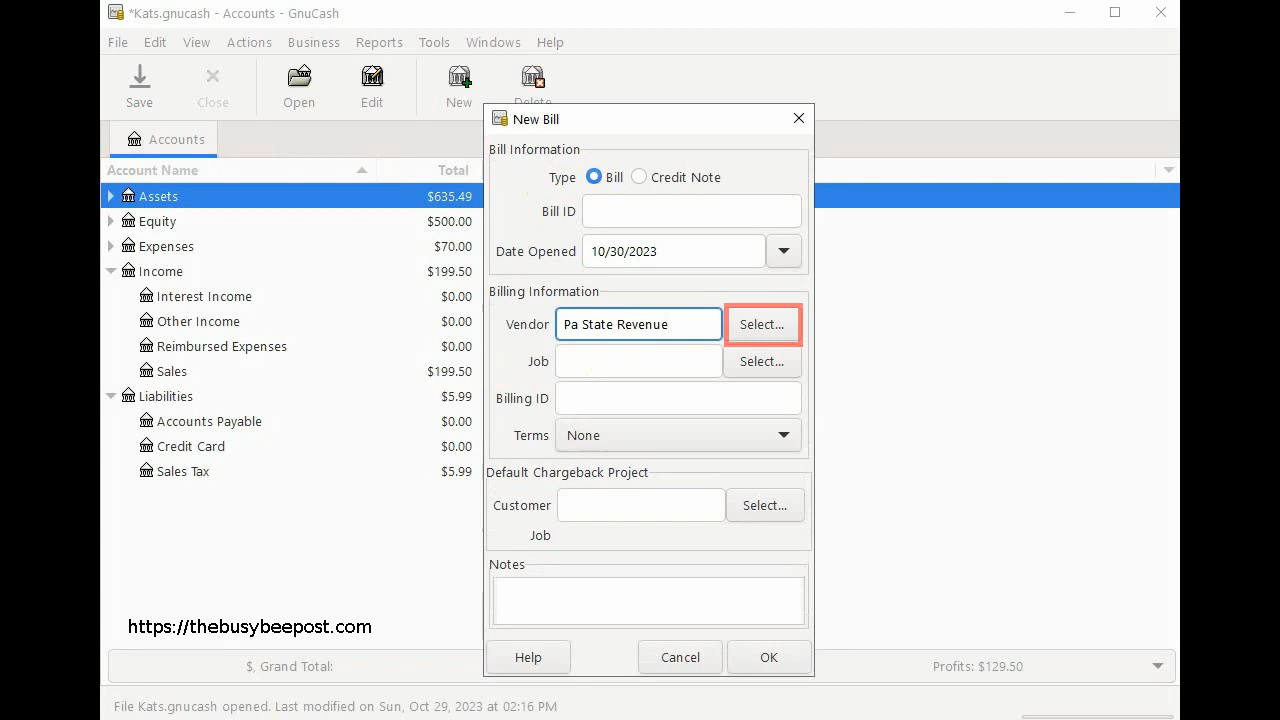 *Kats.gnucash - Accounts - GnuCash
File Edit View Actions Business Reports Tools Windows Help
Save Close Open Edit New Delete
New Bill
Accounts
Account Name Total
Assets $635.49
Equity $500.00
Expenses $70.00
Income $199.50
Interest Income $0.00
Other Income $0.00
Reimbursed Expenses $0.00
Sales $199.50
Liabilities $5.99
Accounts Payable $0.00
Credit Card $0.00
Sales Tax $5.99
Bill Information
Type Bill Credit Note
Bill ID
Date Opened 10/30/2023
Billing Information
Vendor Pa State Revenue Select...
Job Select...
Billing ID
Terms None
Default Chargeback Project
Customer Select...
Job
Notes
Help Cancel OK
https://thebusybeepost.com
$, Grand Total: Profits: $129.50
File Kats.gnucash opened. Last modified on Sun, Oct 29, 2023 at 02:16 PM